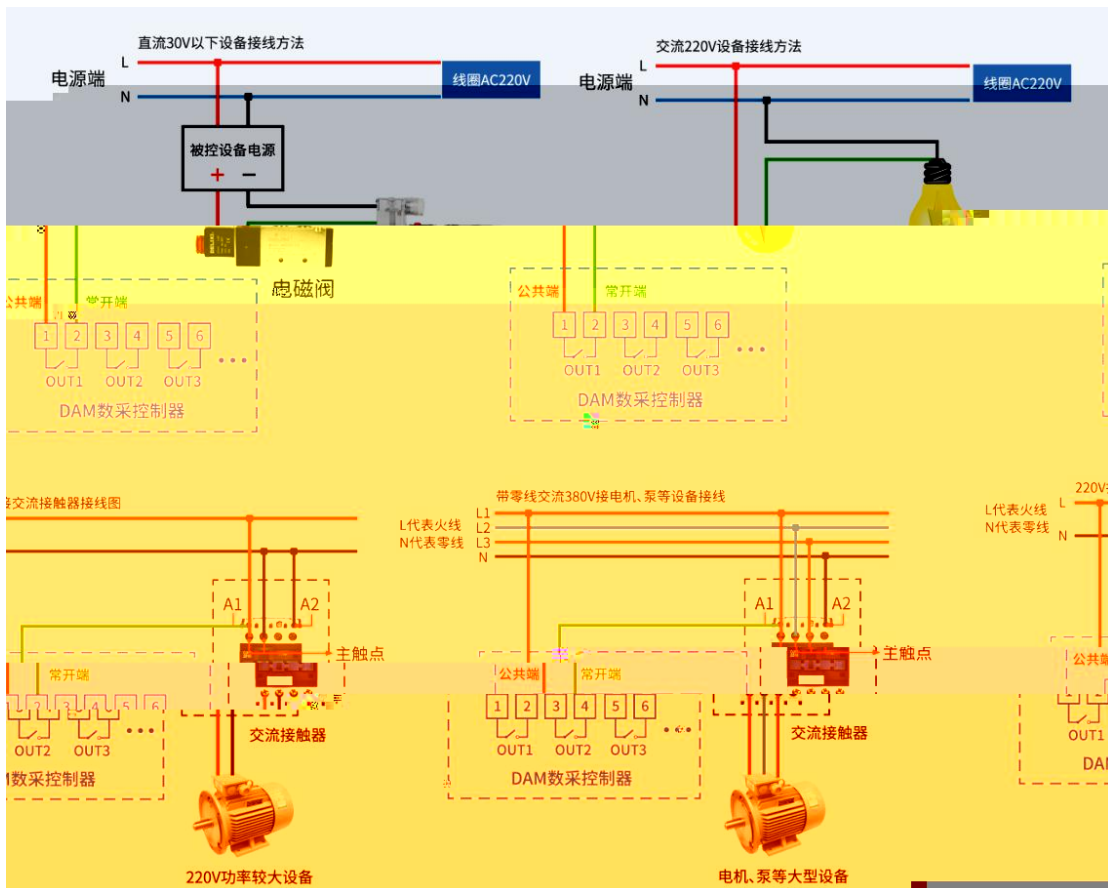 直流30V以下设备接线方法
L
电源端
N
线圈AC220V
被控设备电源
+ −
交流220V设备接线方法
L
电源端
N
线圈AC220V
电磁阀
公共端
常开端
1 2 3 4 5 6
OUT1 OUT2 OUT3
DAM数采控制器
公共端
常开端
1 2 3 4 5 6
OUT1 OUT2 OUT3
DAM数采控制器
接交流接触器接线图
A1 A2
主触点
常开端
OUT2 OUT3
M数采控制器
交流接触器
220V功率较大设备
带零线交流380V接电机、泵等设备接线
L代表火线
N代表零线
L1
L2
L3
N
A1 A2
主触点
公共端
常开端
1 2 3 4 5 6
OUT1 OUT2 OUT3
DAM数采控制器
交流接触器
电机、泵等大型设备
220V
L代表火线
N代表零线
L
N
公共端
OUT1
DA